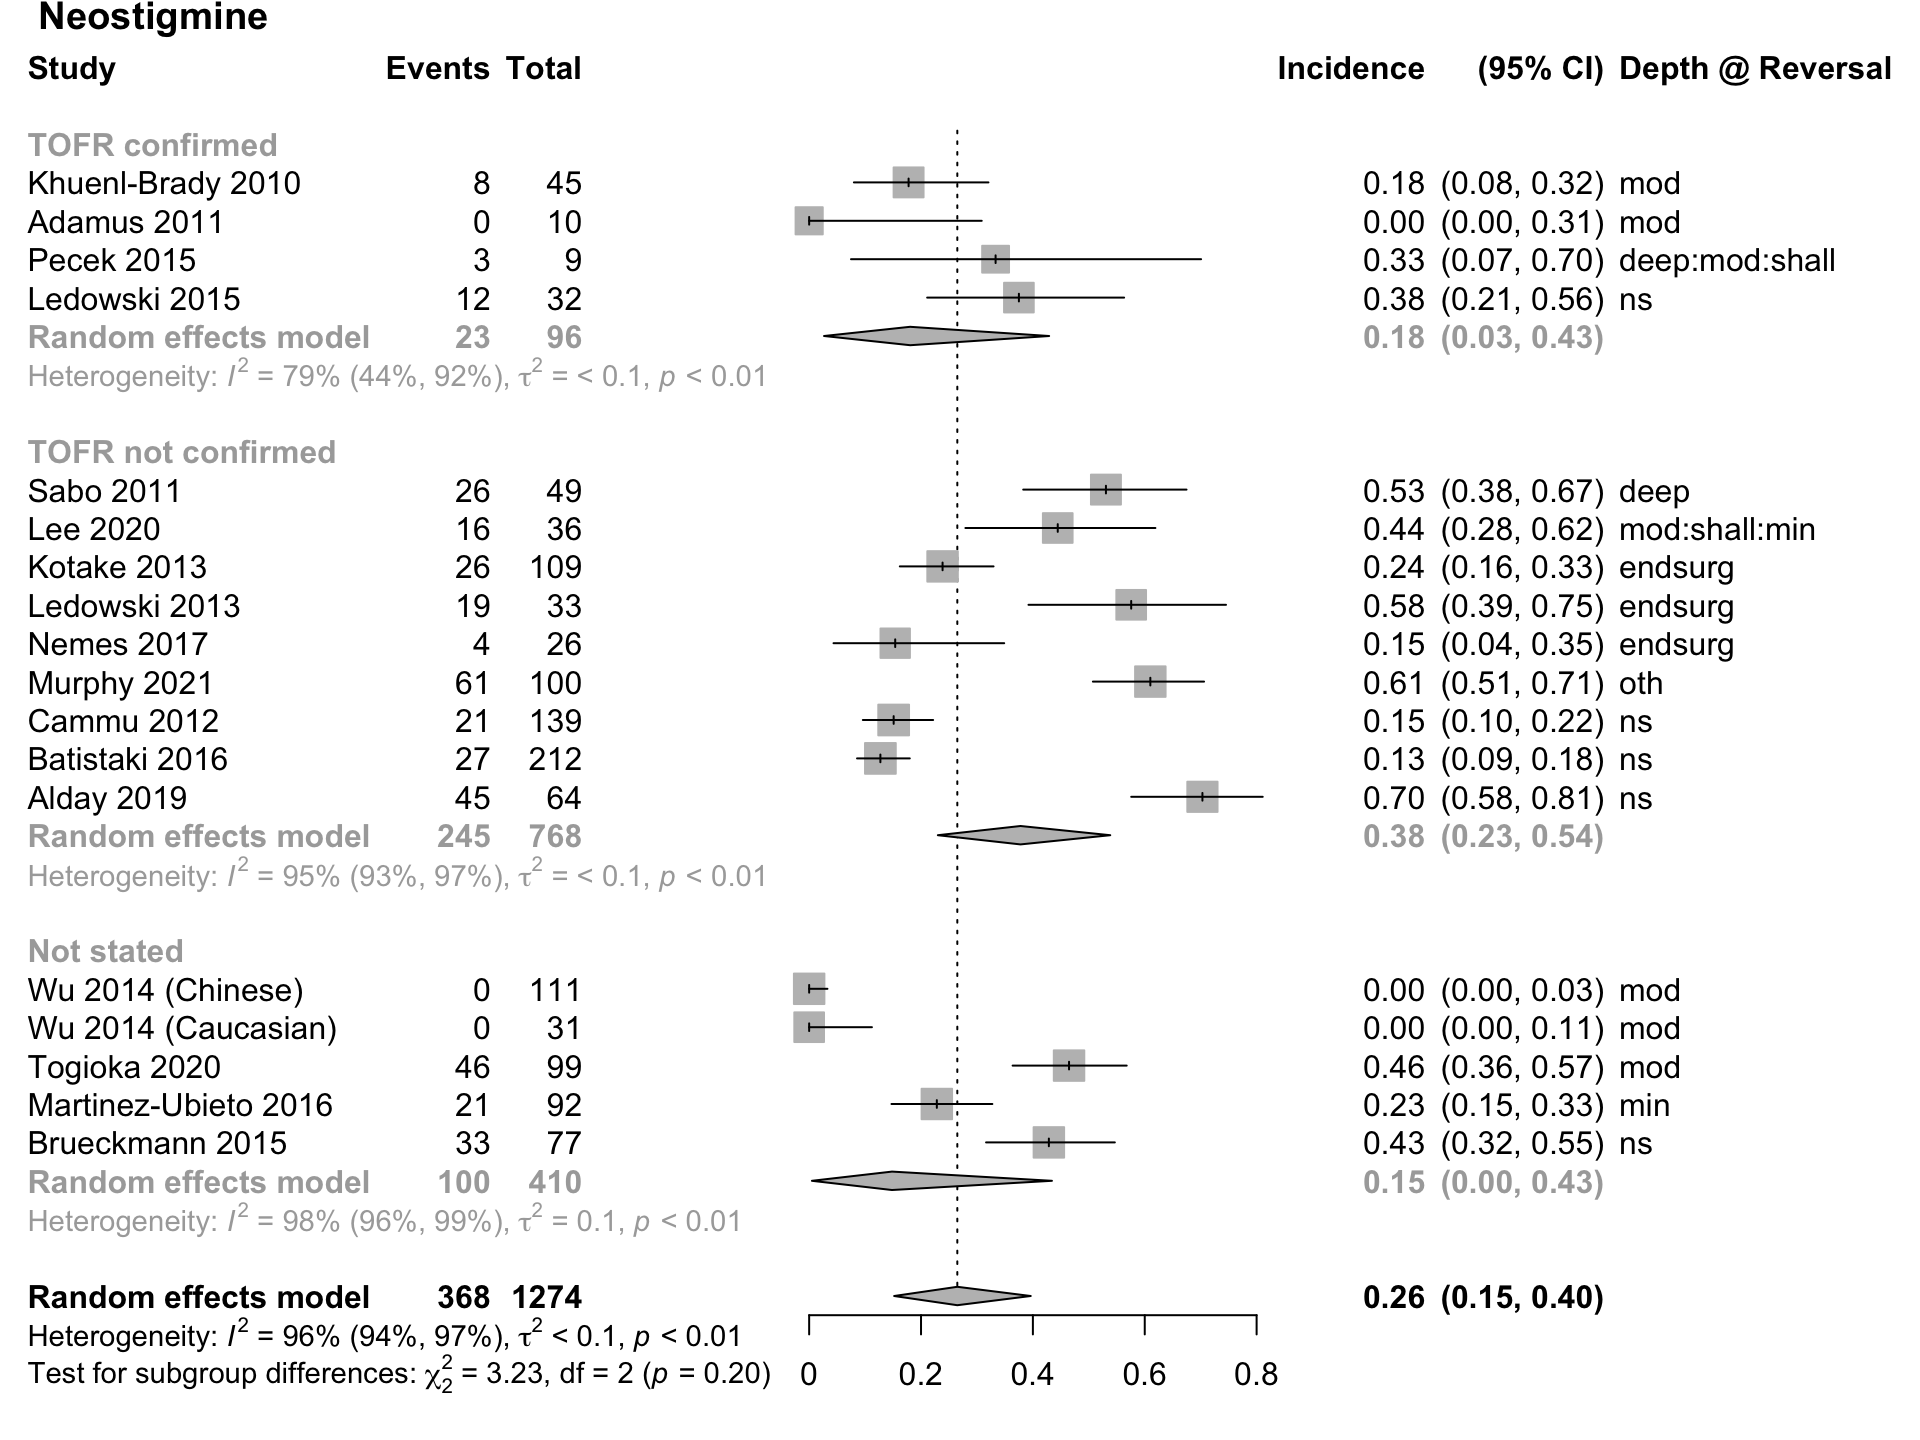 Neostigmine
Study Events Total Incidence (95% CI) Depth @ Reversal
TOFR confirmed
Khuenl-Brady 2010 8 45 0.18 (0.08, 0.32) mod
Adamus 2011 0 10 0.00 (0.00, 0.31) mod
Pecek 2015 3 9 0.33 (0.07, 0.70) deep:mod:shall
Ledowski 2015 12 32 0.38 (0.21, 0.56) ns
Random effects model 23 96 0.18 (0.03, 0.43)
Heterogeneity: I² = 79% (44%, 92%), τ² = < 0.1, p < 0.01
TOFR not confirmed
Sabo 2011 26 49 0.53 (0.38, 0.67) deep
Lee 2020 16 36 0.44 (0.28, 0.62) mod:shall:min
Kotake 2013 26 109 0.24 (0.16, 0.33) endsurg
Ledowski 2013 19 33 0.58 (0.39, 0.75) endsurg
Nemes 2017 4 26 0.15 (0.04, 0.35) endsurg
Murphy 2021 61 100 0.61 (0.51, 0.71) oth
Cammu 2012 21 139 0.15 (0.10, 0.22) ns
Batistaki 2016 27 212 0.13 (0.09, 0.18) ns
Alday 2019 45 64 0.70 (0.58, 0.81) ns
Random effects model 245 768 0.38 (0.23, 0.54)
Heterogeneity: I² = 95% (93%, 97%), τ² = < 0.1, p < 0.01
Not stated
Wu 2014 (Chinese) 0 111 0.00 (0.00, 0.03) mod
Wu 2014 (Caucasian) 0 31 0.00 (0.00, 0.11) mod
Togioka 2020 46 99 0.46 (0.36, 0.57) mod
Martinez-Ubieto 2016 21 92 0.23 (0.15, 0.33) min
Brueckmann 2015 33 77 0.43 (0.32, 0.55) ns
Random effects model 100 410 0.15 (0.00, 0.43)
Heterogeneity: I² = 98% (96%, 99%), τ² = 0.1, p < 0.01
Random effects model 368 1274 0.26 (0.15, 0.40)
Heterogeneity: I² = 96% (94%, 97%), τ² < 0.1, p < 0.01
Test for subgroup differences: χ²₂ = 3.23, df = 2 (p = 0.20)
0 0.2 0.4 0.6 0.8